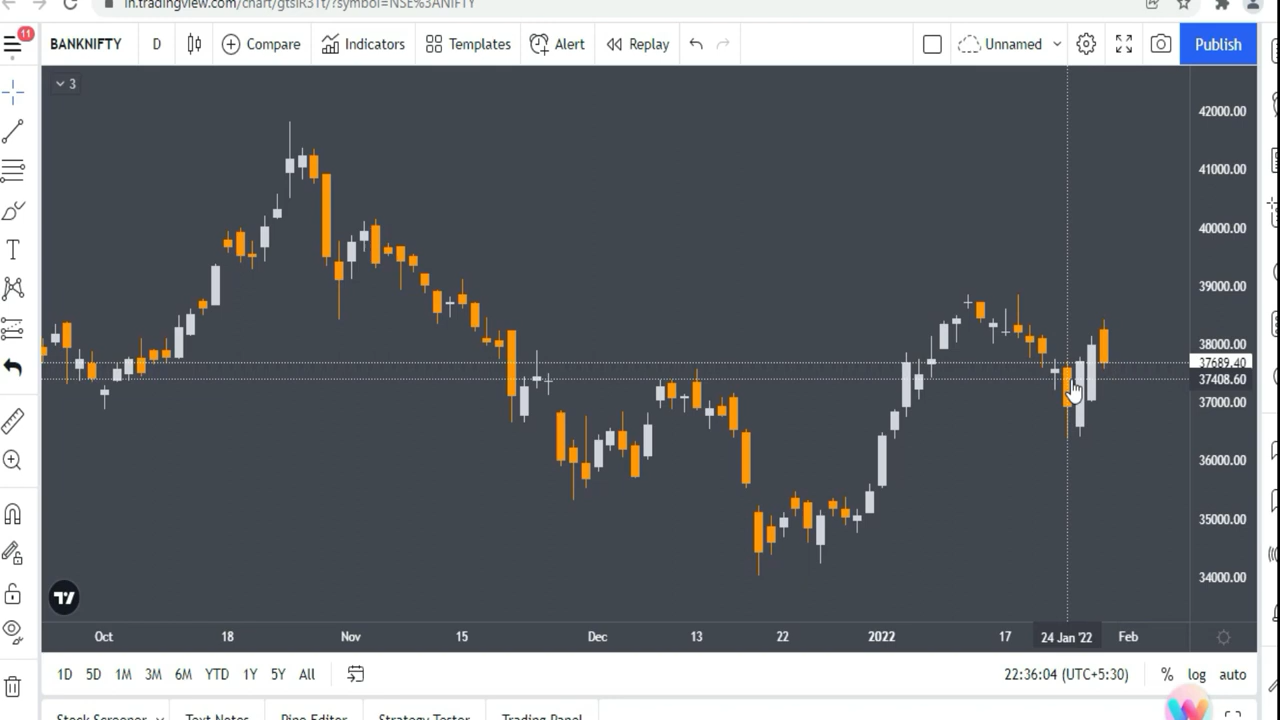 in.tradingview.com/chart/gtslR31t/?symbol=NSE%3ANIFTY
11 BANKNIFTY D Compare Indicators Templates Alert Replay Unnamed Publish
3
42000.00
41000.00
40000.00
39000.00
38000.00
37689.40
37408.60
37000.00
36000.00
35000.00
34000.00
Oct 18 Nov 15 Dec 13 22 2022 17 24 Jan '22 Feb
1D 5D 1M 3M 6M YTD 1Y 5Y All 22:36:04 (UTC+5:30) % log auto
Stock Screener Text Notes Pine Editor Strategy Tester Trading Panel